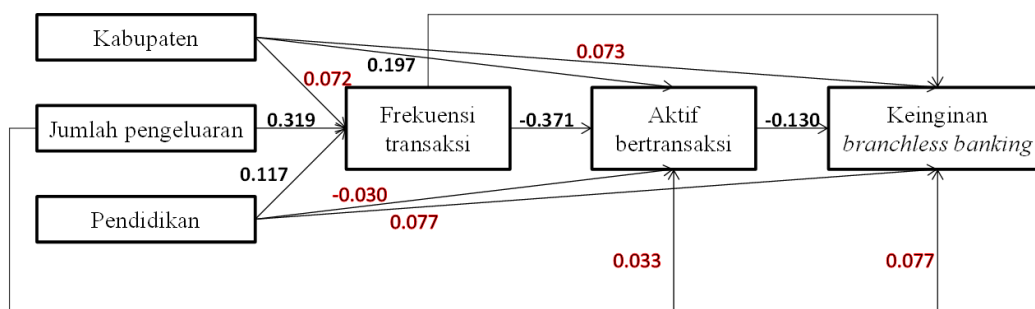 Kabupaten
0.073
0.197
0.072
Jumlah pengeluaran
0.319
Frekuensi
transaksi
-0.371
Aktif
bertransaksi
-0.130
Keinginan
branchless banking
0.117
-0.030
Pendidikan
0.077
0.033
0.077